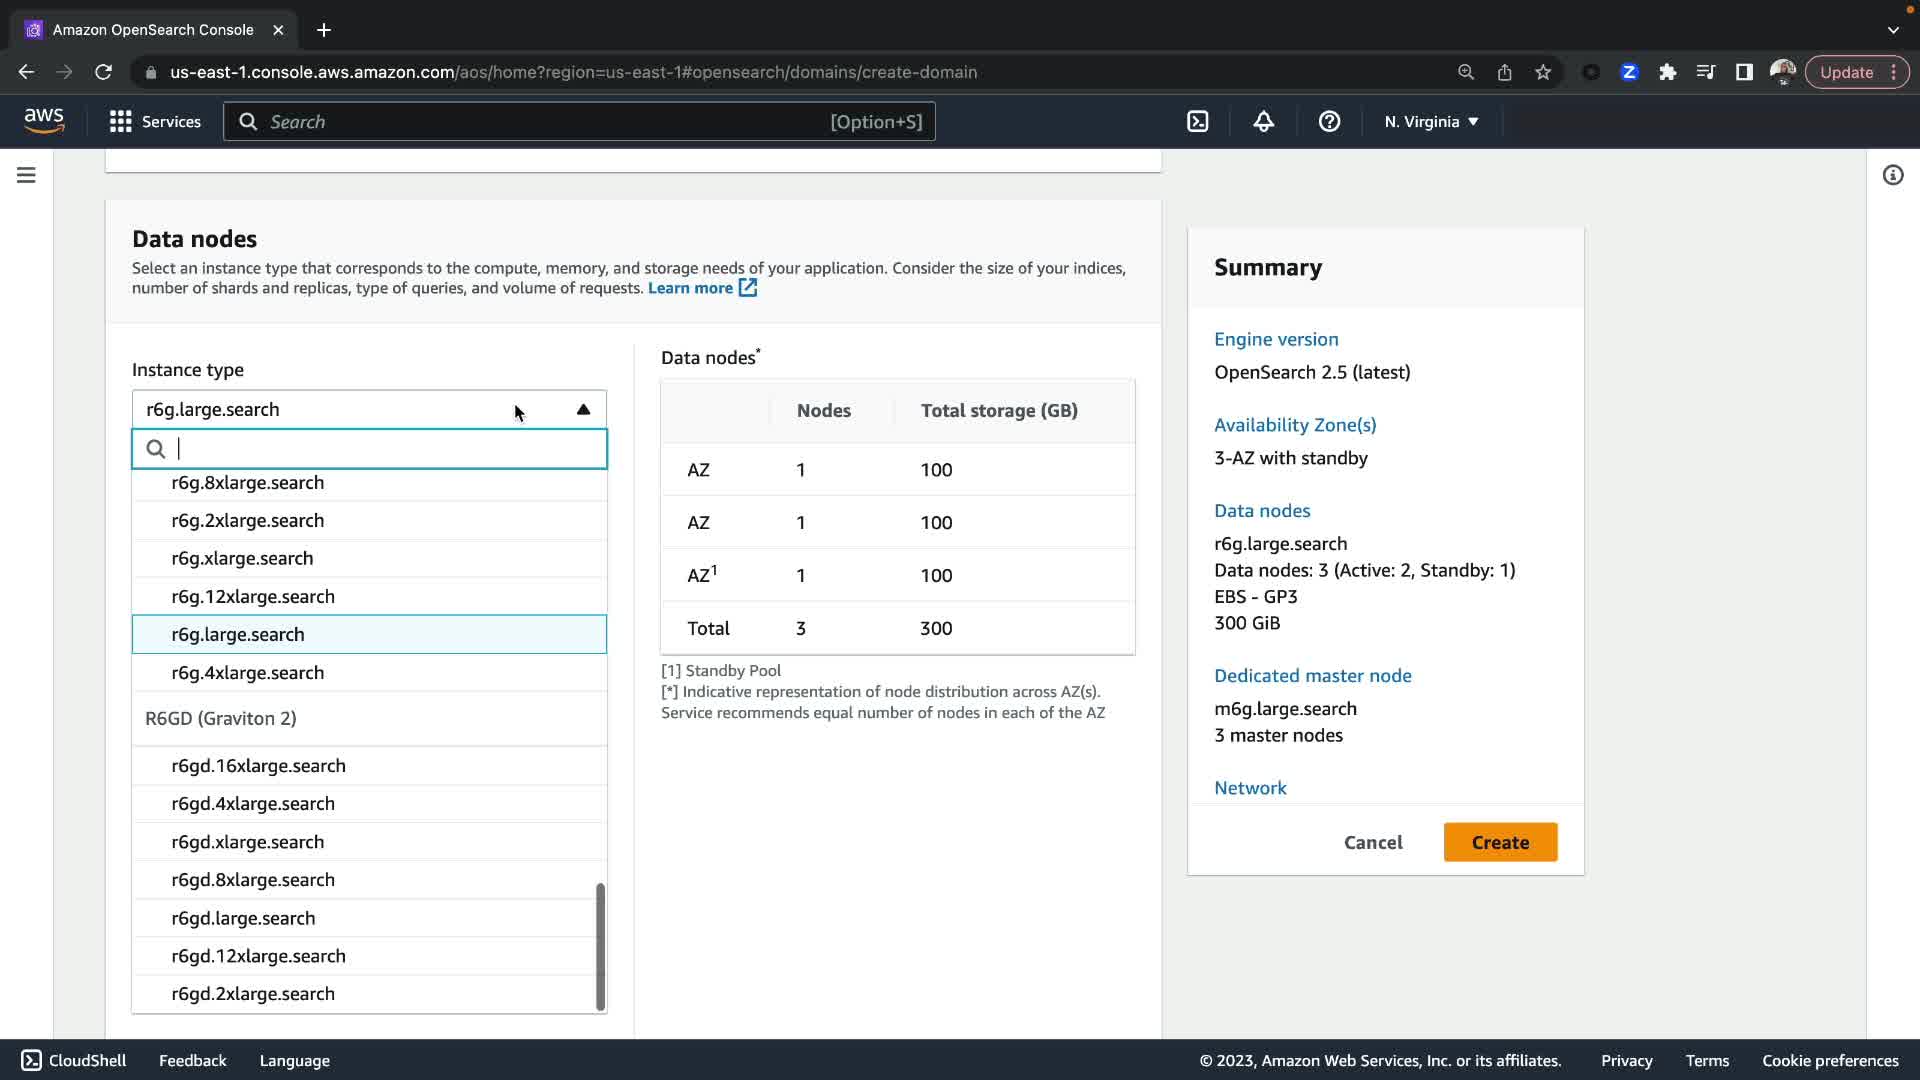 Amazon OpenSearch Console
us-east-1.console.aws.amazon.com/aos/home?region=us-east-1#opensearch/domains/create-domain
Update
aws
Services
Search
[Option+S]
N. Virginia
Data nodes
Select an instance type that corresponds to the compute, memory, and storage needs of your application. Consider the size of your indices,
number of shards and replicas, type of queries, and volume of requests. Learn more
Instance type
r6g.large.search
r6g.8xlarge.search
r6g.2xlarge.search
r6g.xlarge.search
r6g.12xlarge.search
r6g.large.search
r6g.4xlarge.search
R6GD (Graviton 2)
r6gd.16xlarge.search
r6gd.4xlarge.search
r6gd.xlarge.search
r6gd.8xlarge.search
r6gd.large.search
r6gd.12xlarge.search
r6gd.2xlarge.search
Data nodes*
Nodes Total storage (GB)
AZ 1 100
AZ 1 100
AZ1 1 100
Total 3 300
[1] Standby Pool
[*] Indicative representation of node distribution across AZ(s).
Service recommends equal number of nodes in each of the AZ
Summary
Engine version
OpenSearch 2.5 (latest)
Availability Zone(s)
3-AZ with standby
Data nodes
r6g.large.search
Data nodes: 3 (Active: 2, Standby: 1)
EBS - GP3
300 GiB
Dedicated master node
m6g.large.search
3 master nodes
Network
Cancel
Create
CloudShell
Feedback
Language
© 2023, Amazon Web Services, Inc. or its affiliates.
Privacy
Terms
Cookie preferences